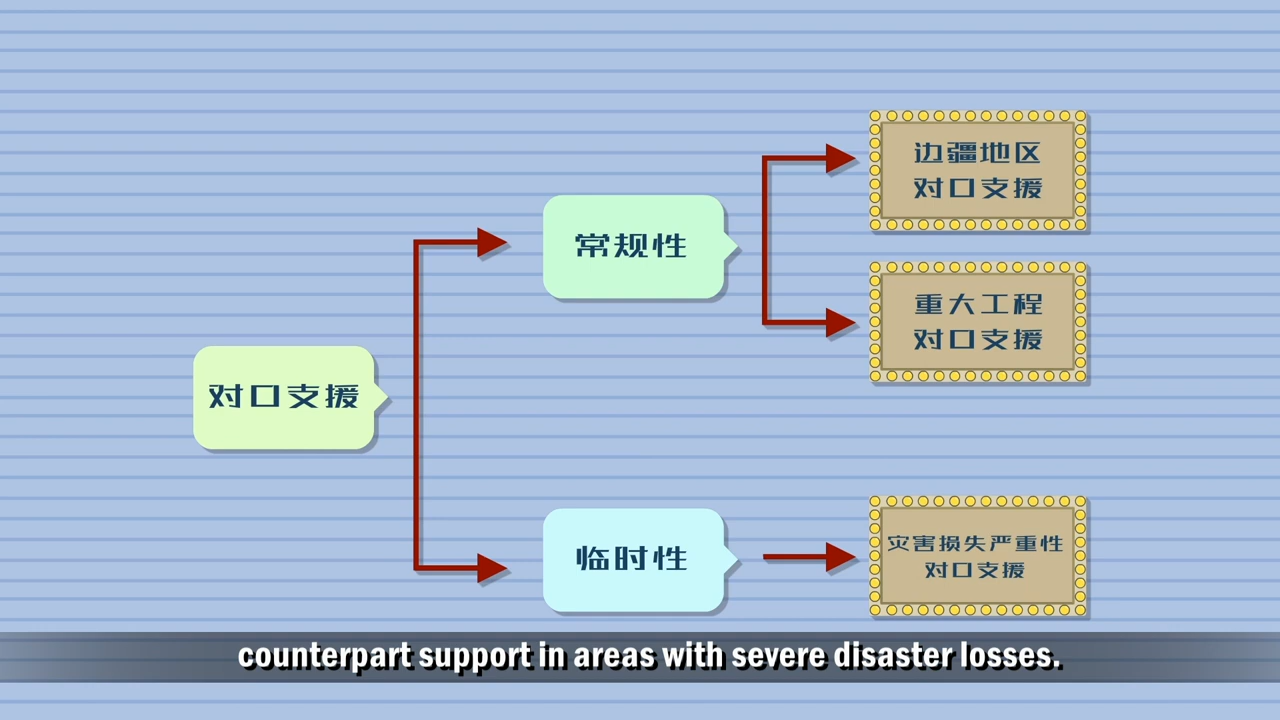 边疆地区
对口支援
常规性
重大工程
对口支援
对口支援
临时性
灾害损失严重性
对口支援
counterpart support in areas with severe disaster losses.